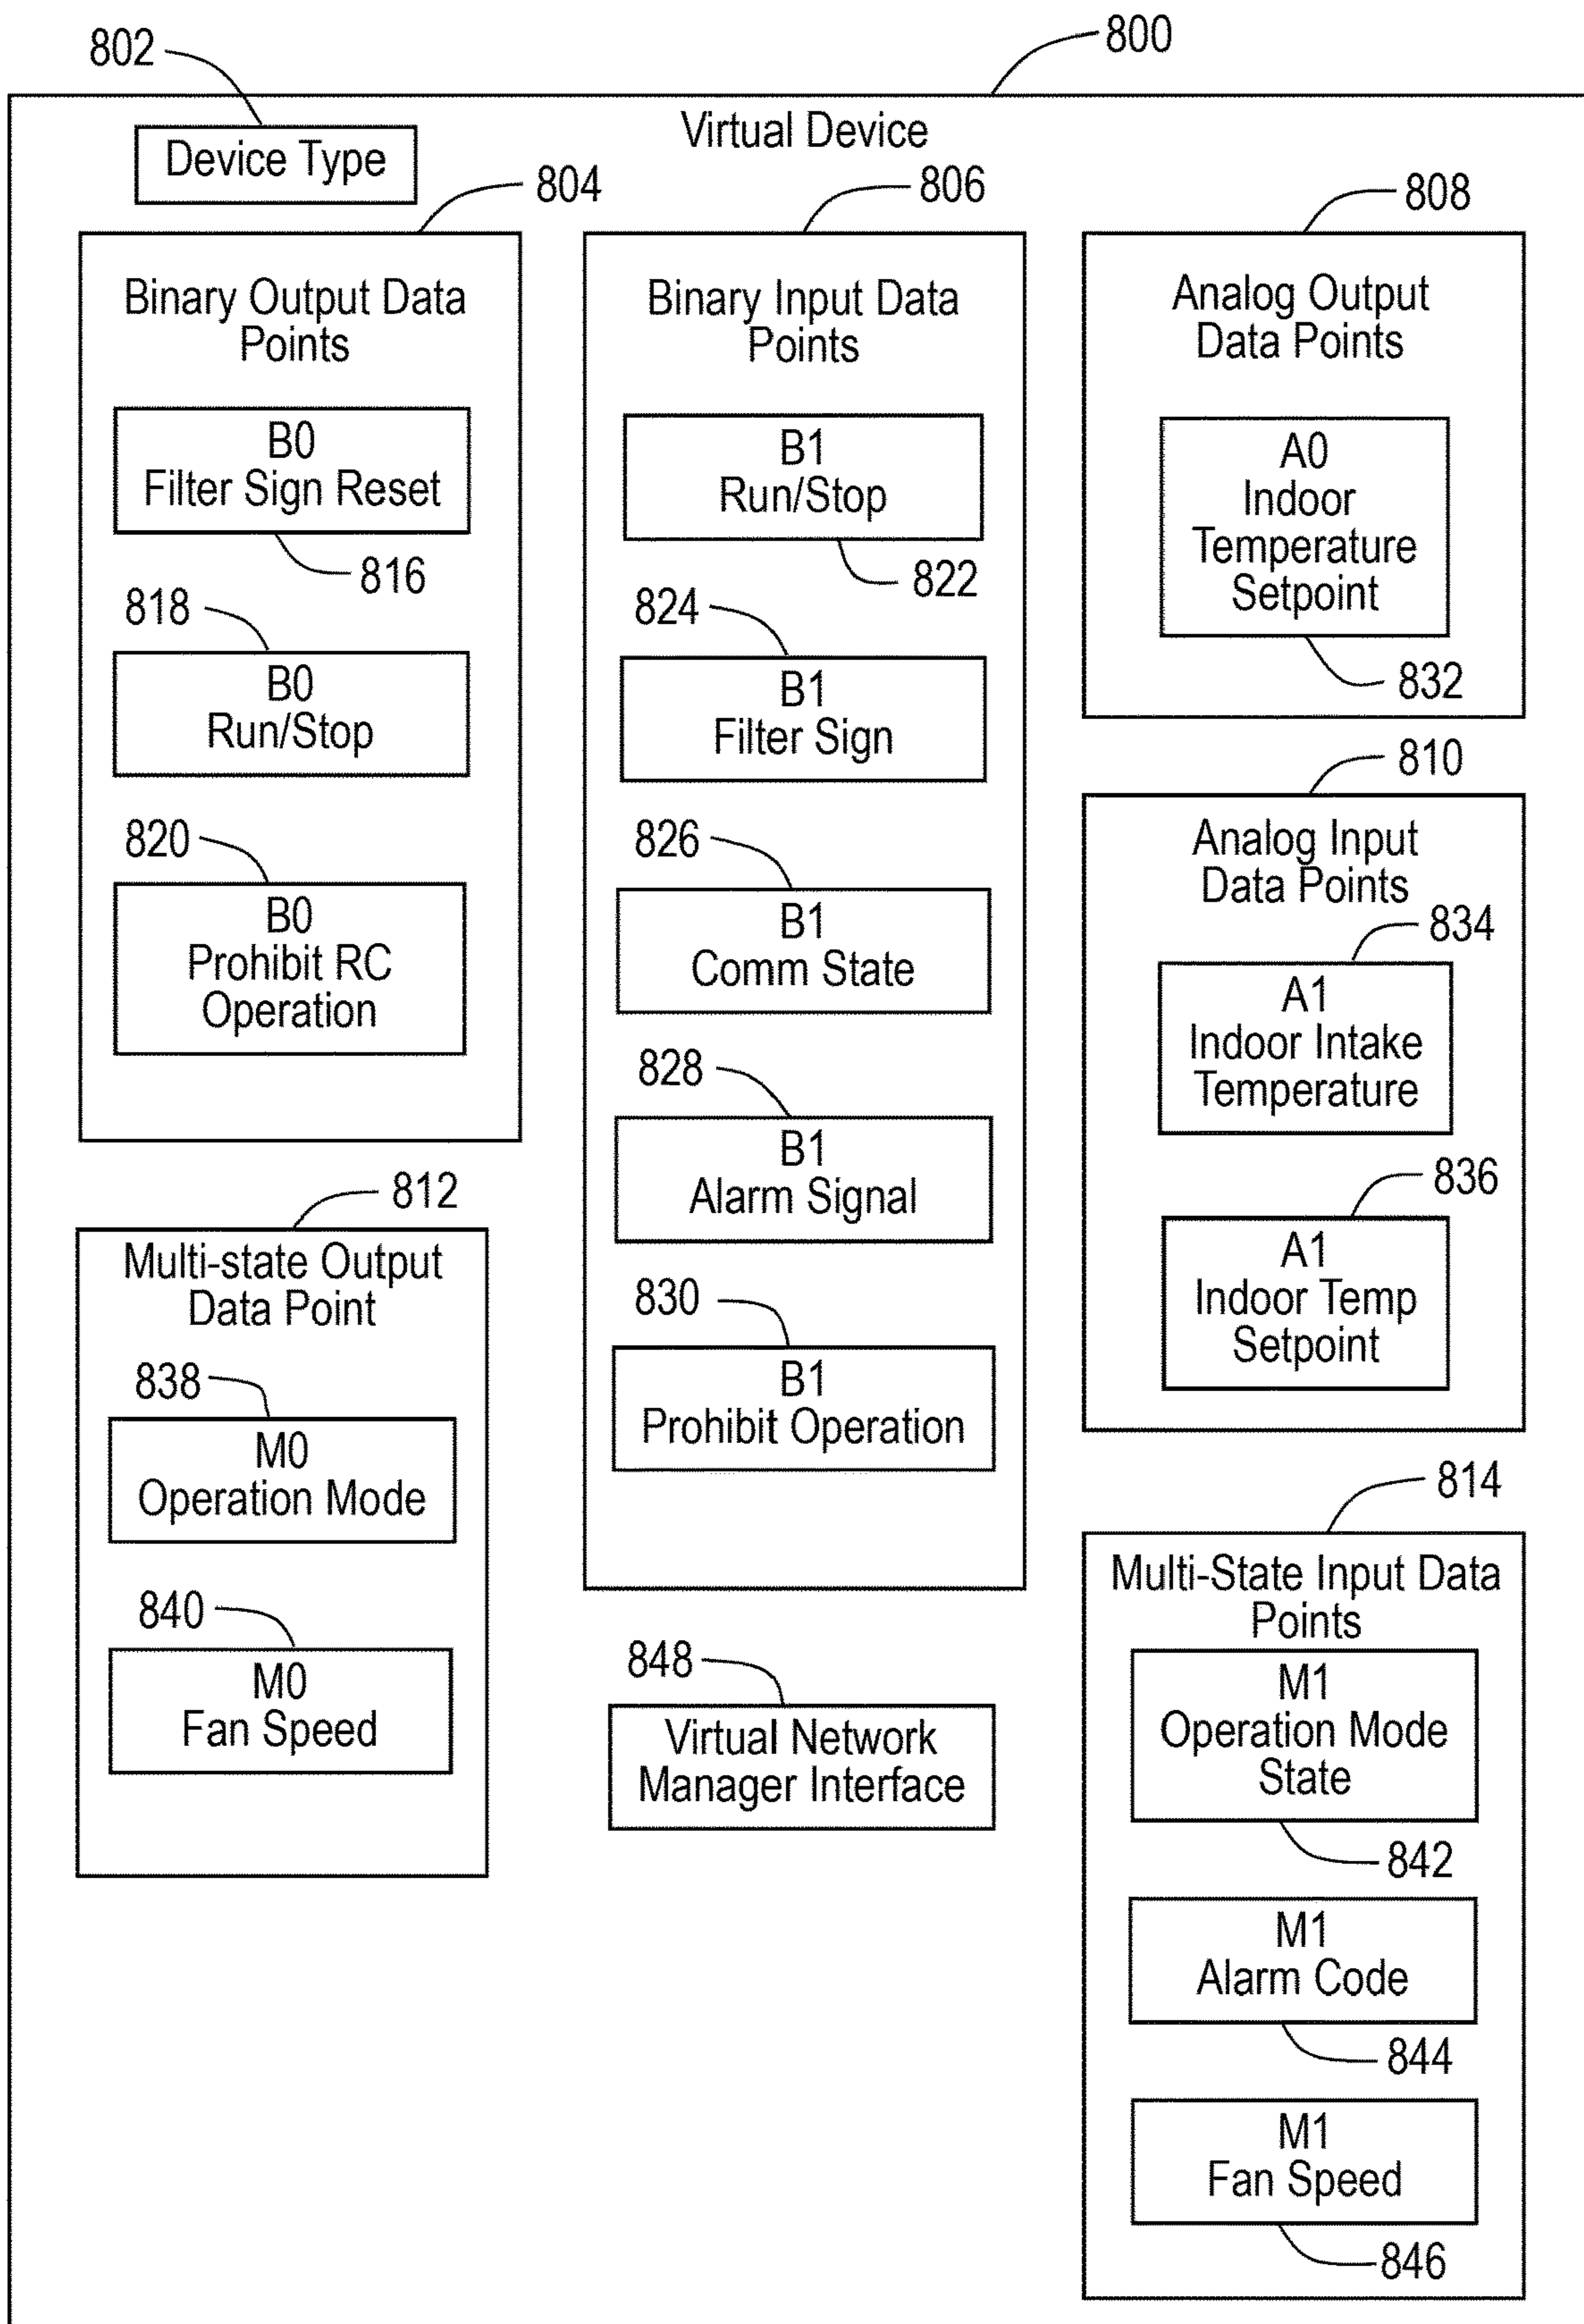 800
802
Virtual Device
Device Type
804
806
808
Binary Output Data
Points
B0
Filter Sign Reset
816
818
B0
Run/Stop
820
B0
Prohibit RC
Operation
Binary Input Data
Points
B1
Run/Stop
822
824
B1
Filter Sign
826
B1
Comm State
828
B1
Alarm Signal
830
B1
Prohibit Operation
Analog Output
Data Points
A0
Indoor
Temperature
Setpoint
832
810
Analog Input
Data Points
834
A1
Indoor Intake
Temperature
836
A1
Indoor Temp
Setpoint
812
Multi-state Output
Data Point
838
M0
Operation Mode
840
M0
Fan Speed
848
Virtual Network
Manager Interface
814
Multi-State Input Data
Points
M1
Operation Mode
State
842
M1
Alarm Code
844
M1
Fan Speed
846